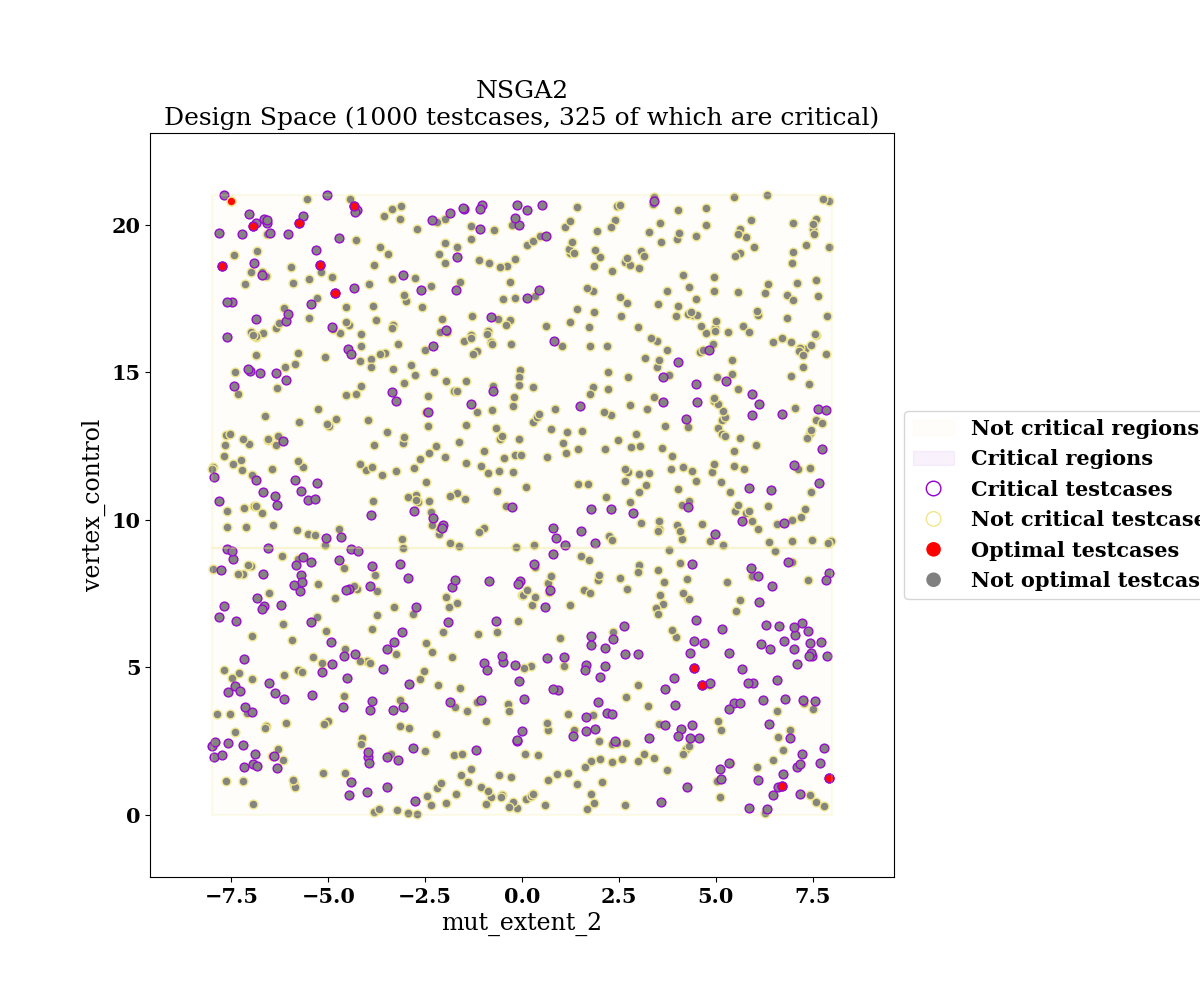 NSGA2
Design Space (1000 testcases, 325 of which are critical)
vertex_control
20
15
10
5
0
−7.5
−5.0
−2.5
0.0
2.5
5.0
7.5
mut_extent_2
Not critical regions
Critical regions
Critical testcases
Not critical testcase
Optimal testcases
Not optimal testcas